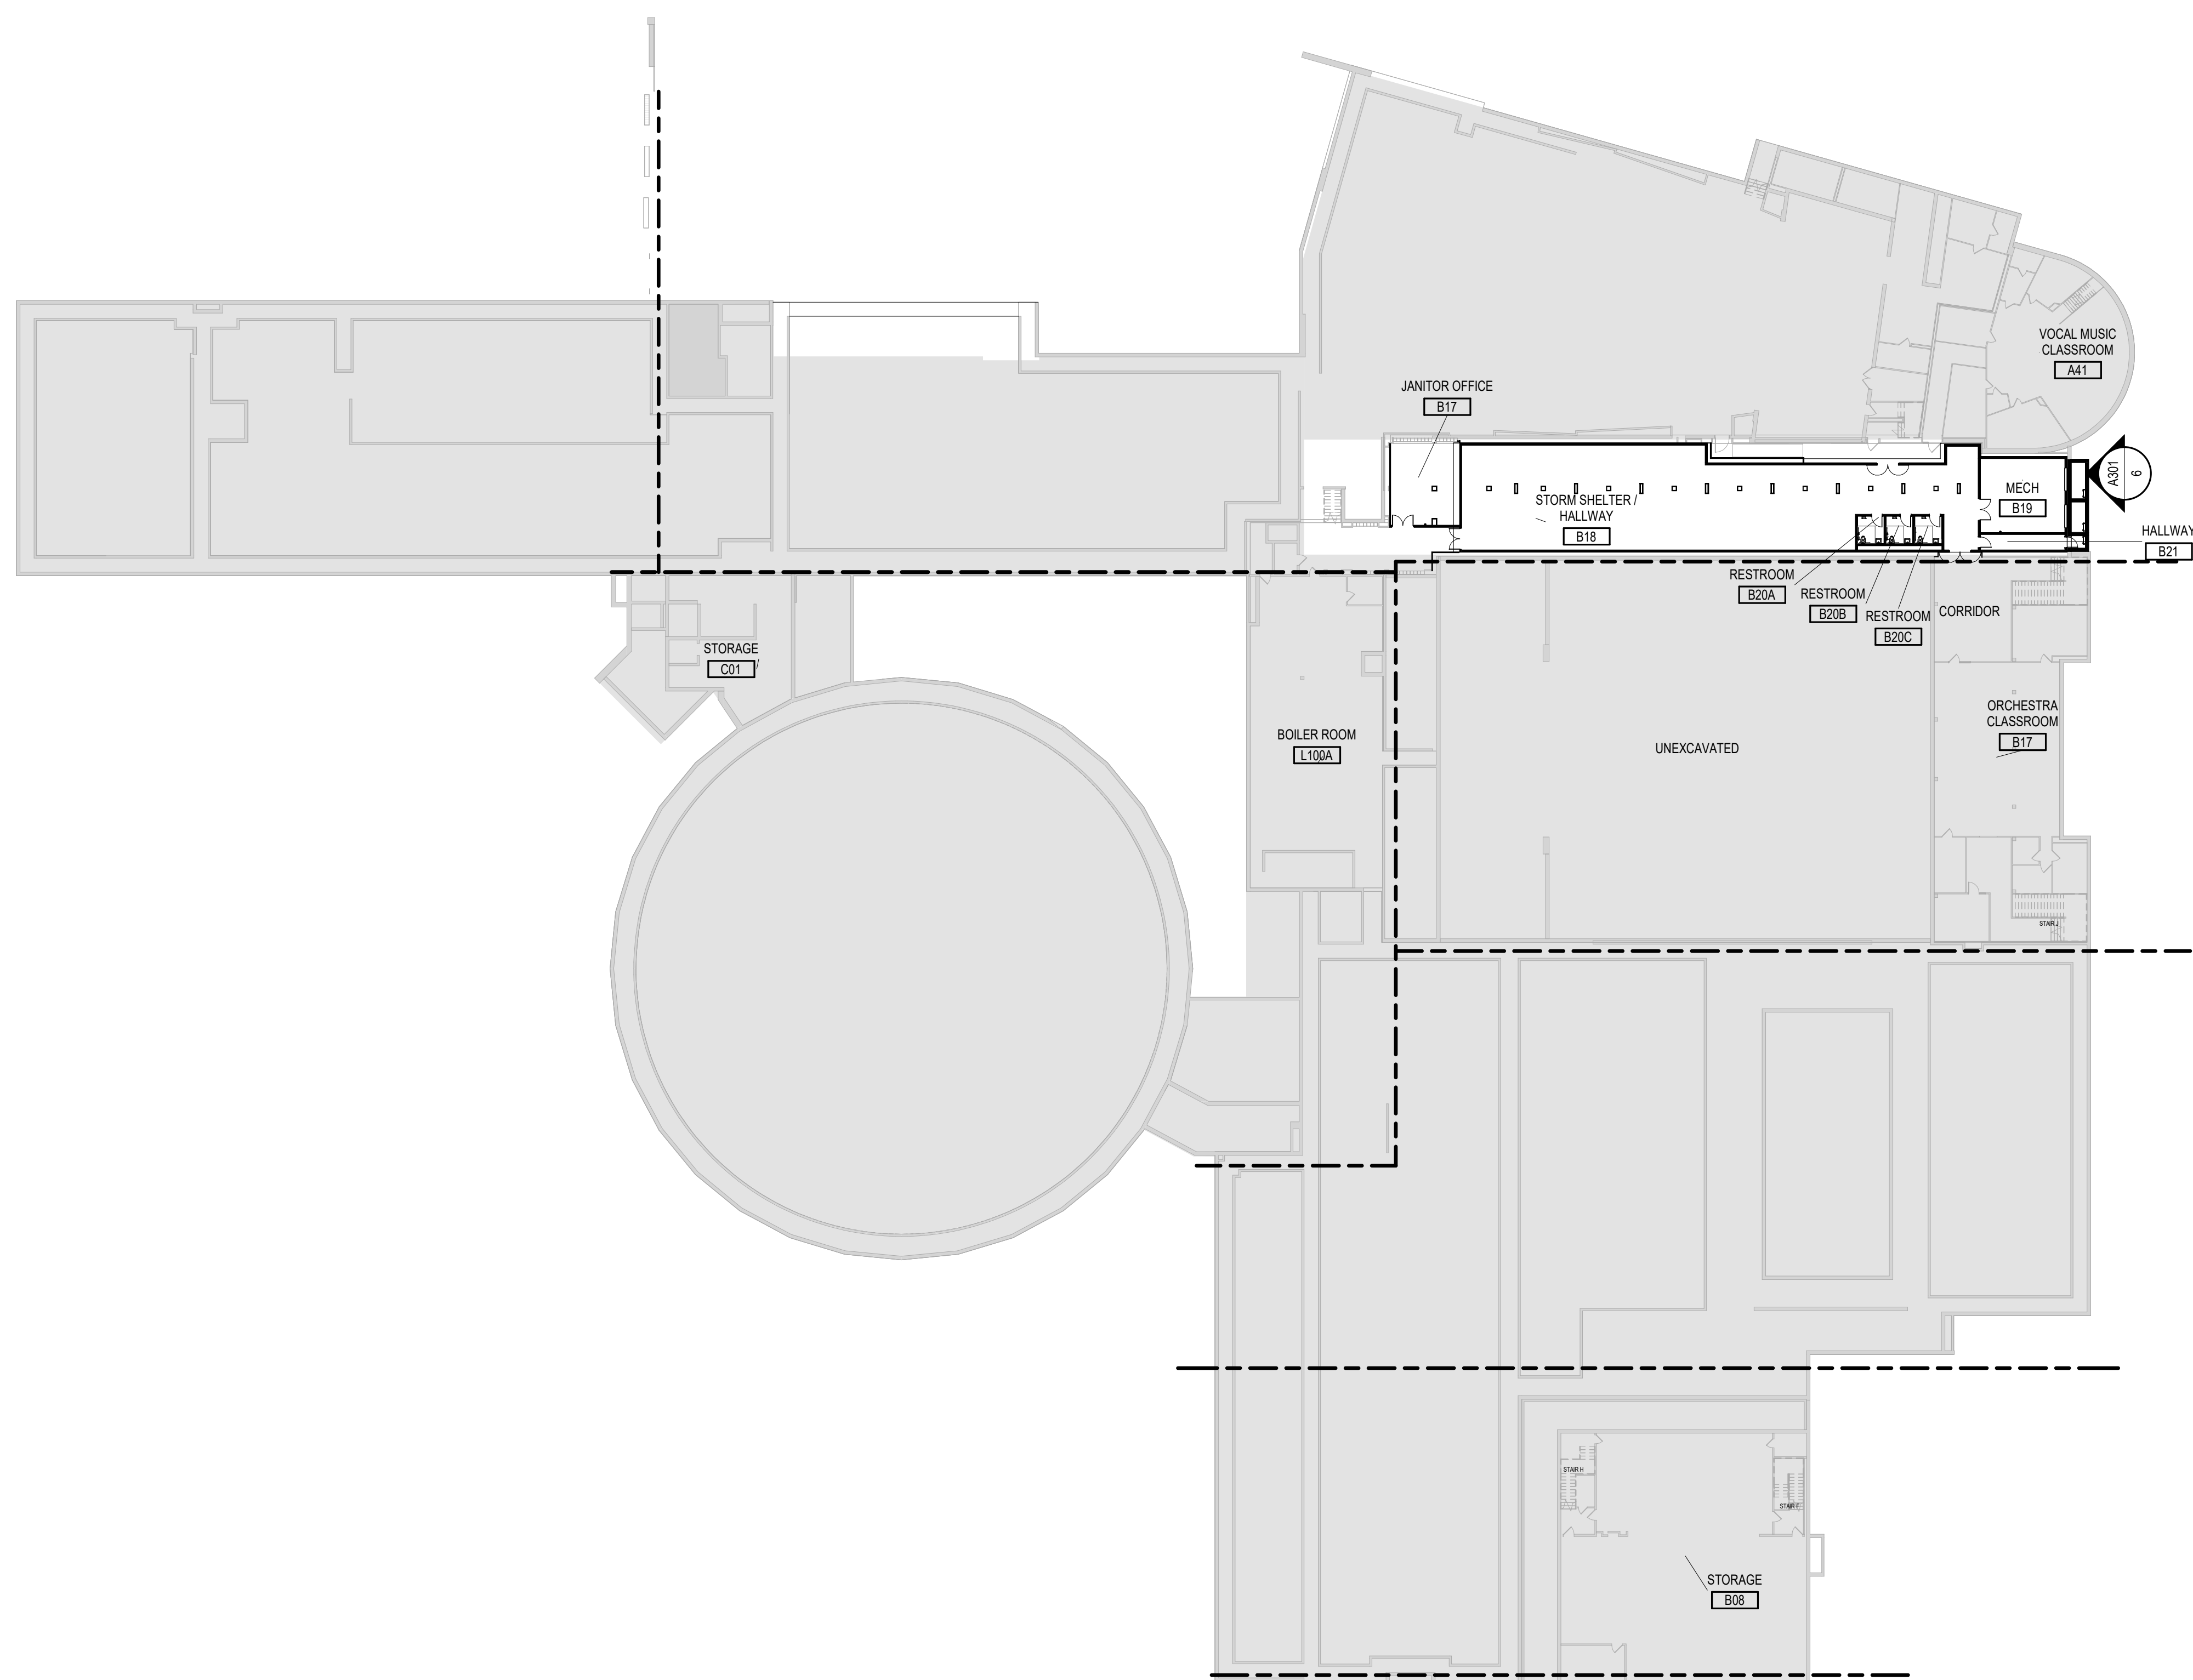 VOCAL MUSIC
CLASSROOM
A41
JANITOR OFFICE
B17
A301
6
STORM SHELTER /
HALLWAY
B18
MECH
B19
HALLWAY
B21
RESTROOM
B20A
RESTROOM
B20B
RESTROOM
B20C
CORRIDOR
STORAGE
C01
ORCHESTRA
CLASSROOM
B17
BOILER ROOM
L100A
UNEXCAVATED
STAIR J
STAIR H
STAIR F
STORAGE
B08